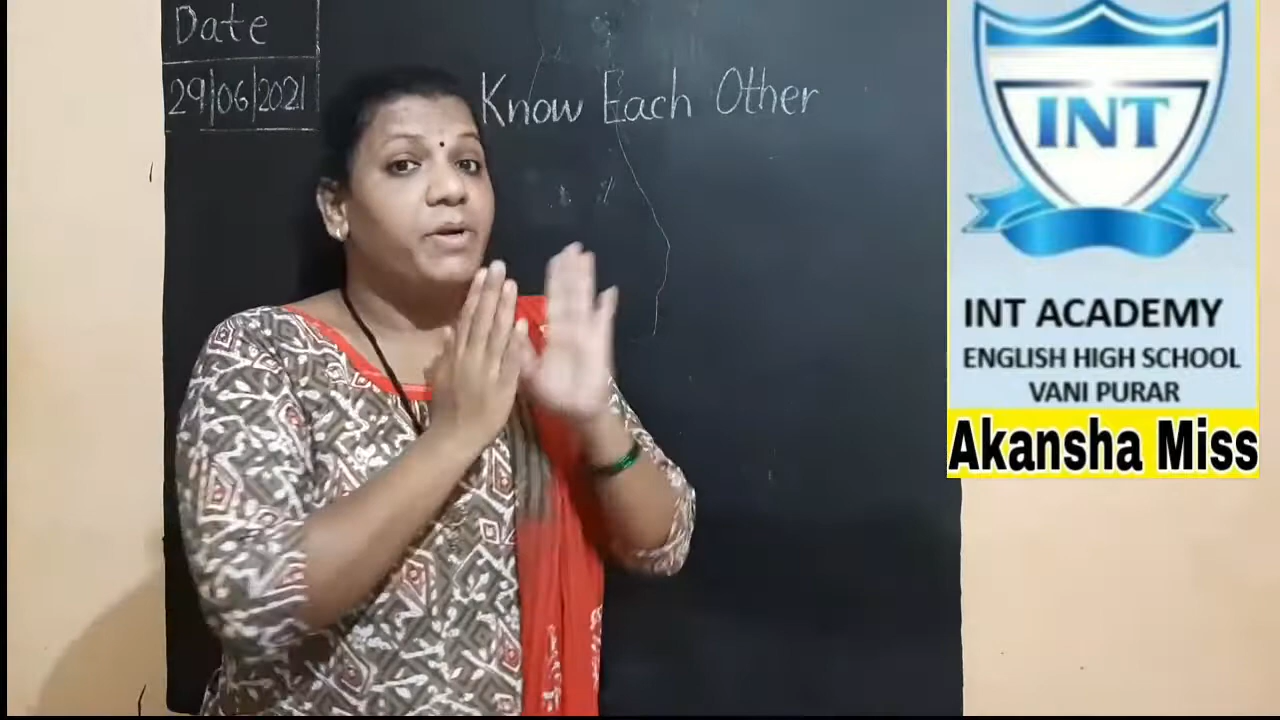 Date
29/06/2021
Know Each Other
INT
INT ACADEMY
ENGLISH HIGH SCHOOL
VANI PURAR
Akansha Miss